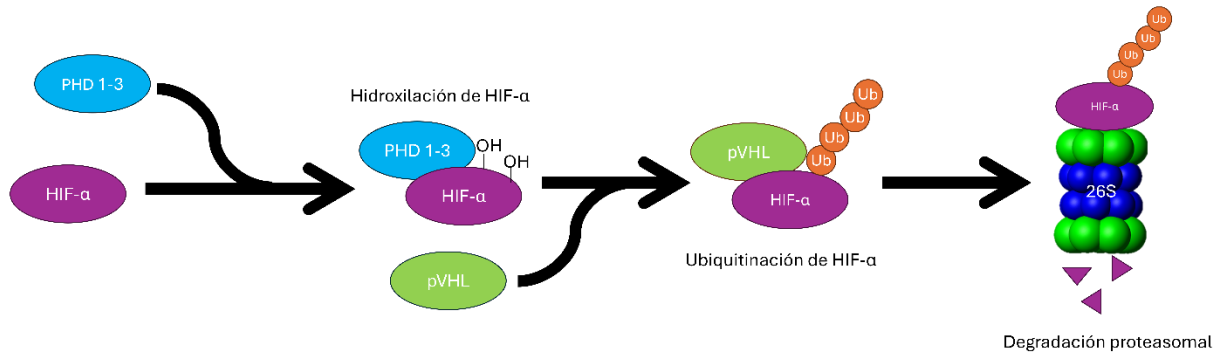 PHD 1-3
HIF-α
Hidroxilación de HIF-α
PHD 1-3
OH
OH
HIF-α
pVHL
pVHL
Ub
Ub
Ub
Ub
HIF-α
Ubiquitinación de HIF-α
Ub
Ub
Ub
Ub
HIF-α
26S
Degradación proteasomal